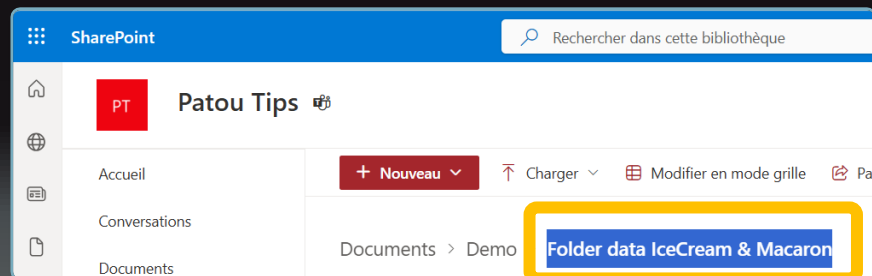 SharePoint
Rechercher dans cette bibliothèque
PT
Patou Tips
Accueil
+ Nouveau
Charger
Modifier en mode grille
Pa
Conversations
Documents > Demo
Folder data IceCream & Macaron
Documents